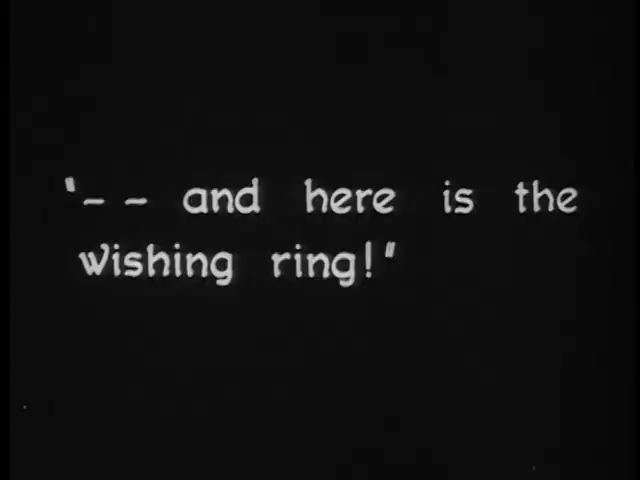 "-- and here is the
wishing ring!"